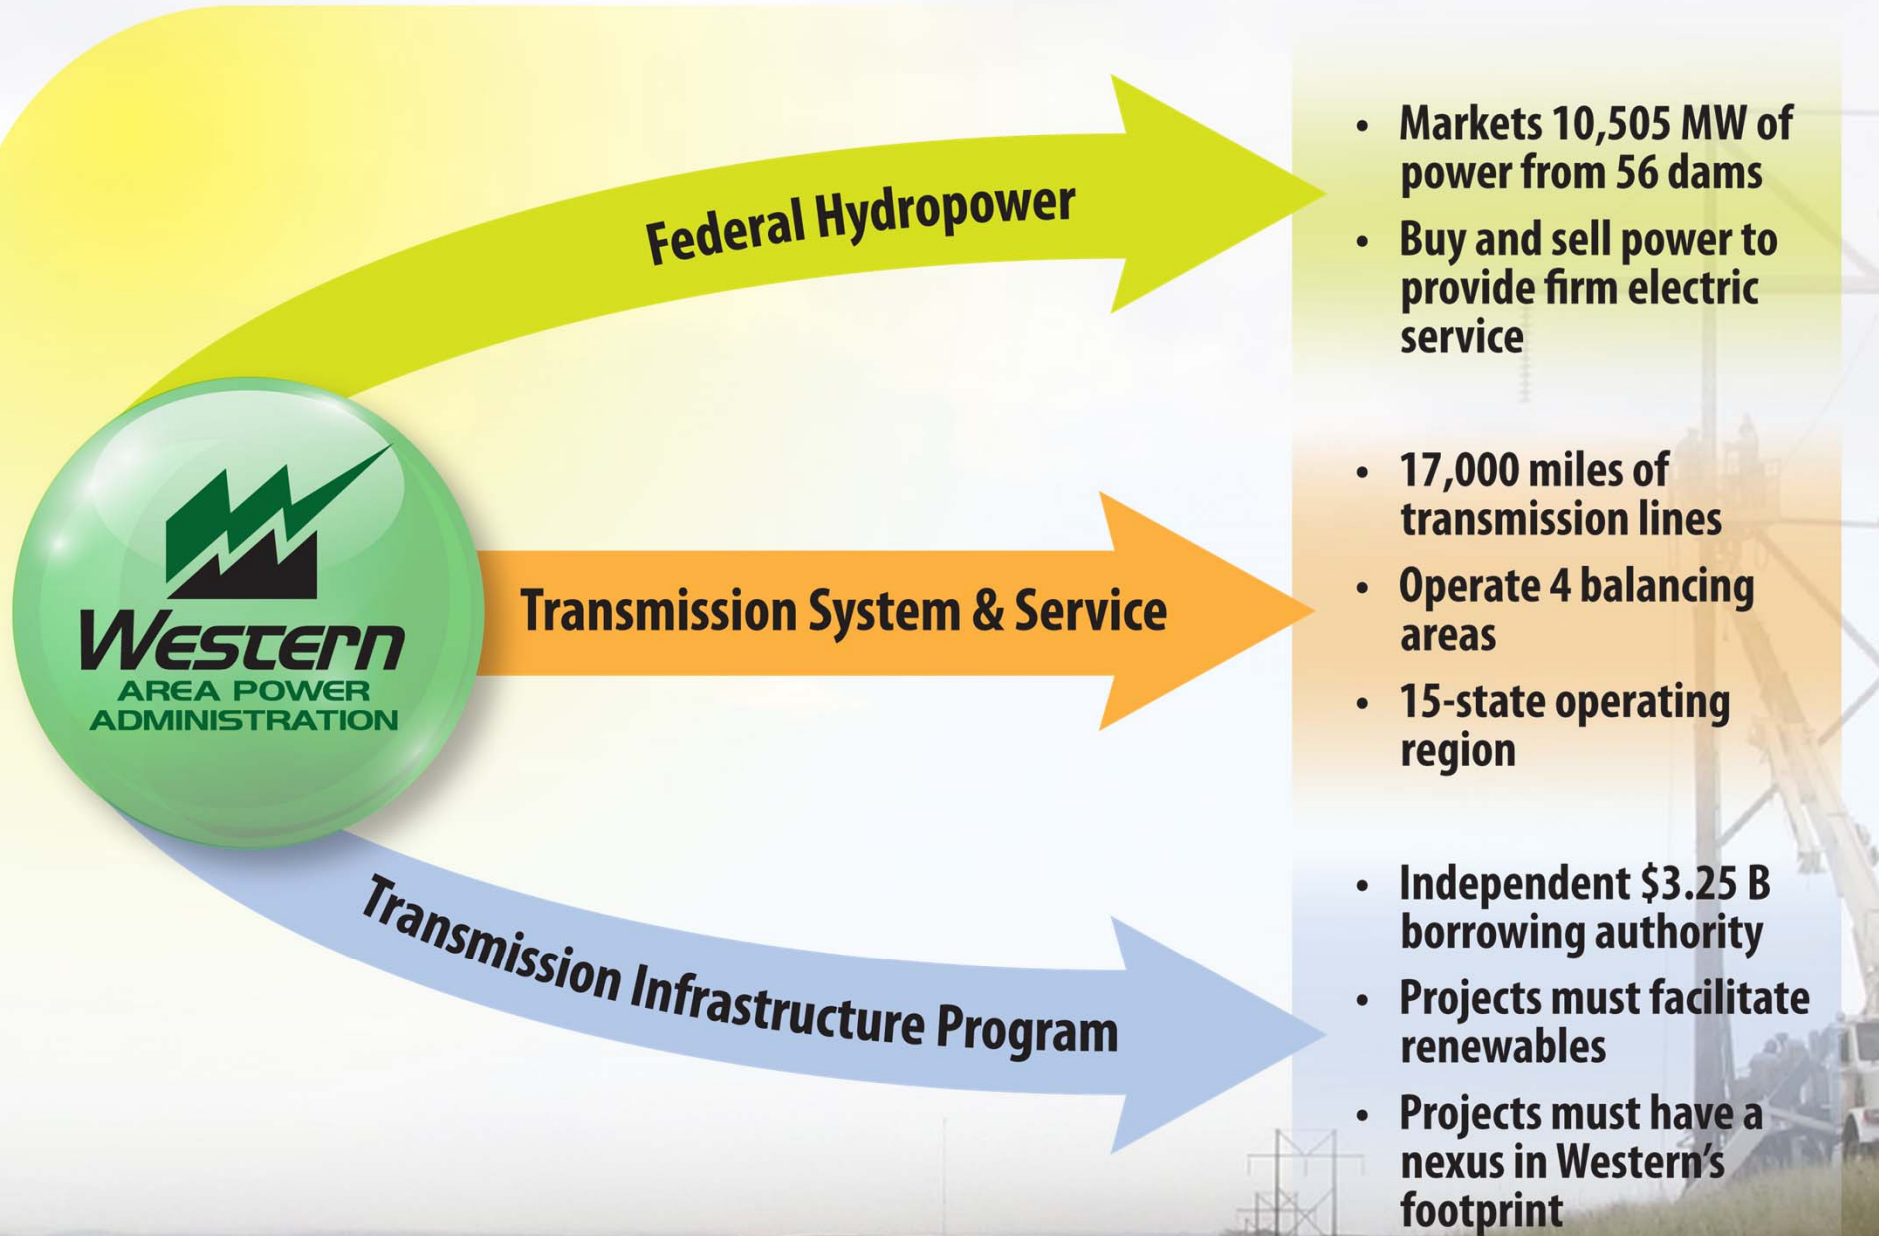 Federal Hydropower
• Markets 10,505 MW of
power from 56 dams
• Buy and sell power to
provide firm electric
service
Western
AREA POWER
ADMINISTRATION
Transmission System & Service
• 17,000 miles of
transmission lines
• Operate 4 balancing
areas
• 15-state operating
region
Transmission Infrastructure Program
• Independent $3.25 B
borrowing authority
• Projects must facilitate
renewables
• Projects must have a
nexus in Western’s
footprint